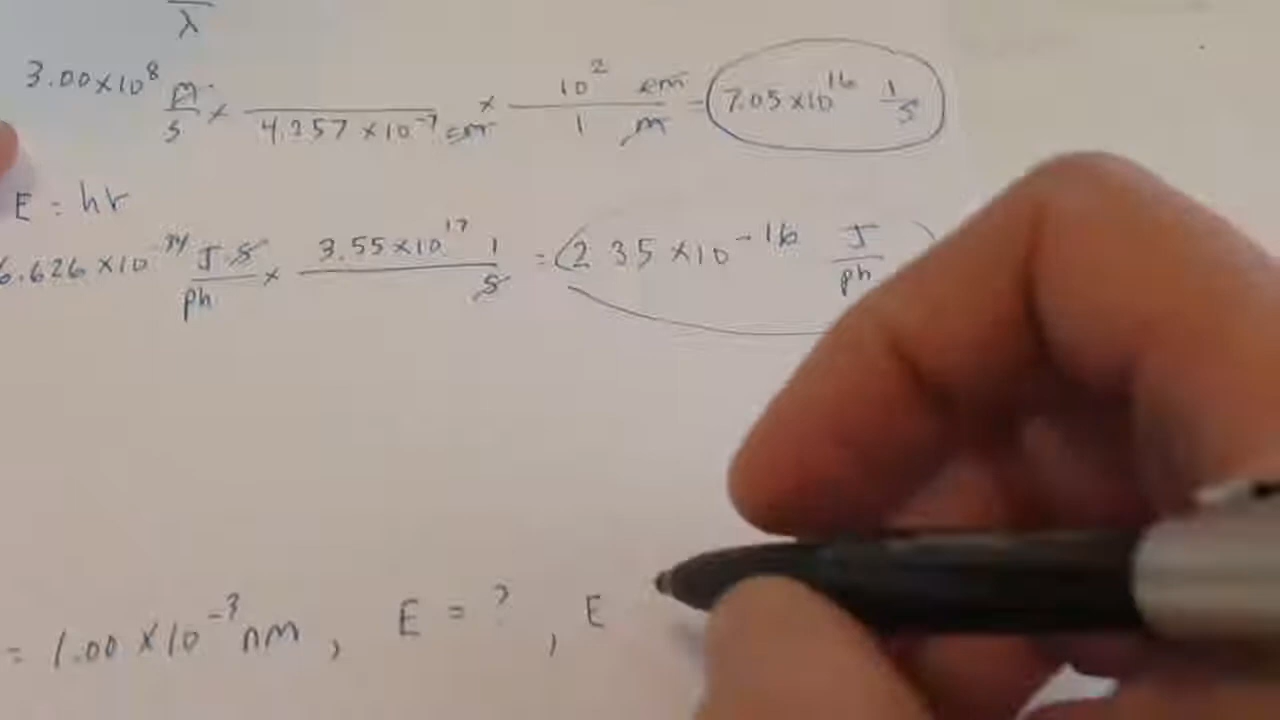 λ
3.00×10⁸ m/s × 1/4.257×10⁻⁷ cm × 10² cm/1 m = 7.05×10¹⁶ 1/s
E = hν
6.626×10⁻³⁴ J·s/ph × 3.55×10¹⁷ 1/s = 2 35×10⁻¹⁶ J/ph
= 1.00×10⁻³ nm, E = ?, E